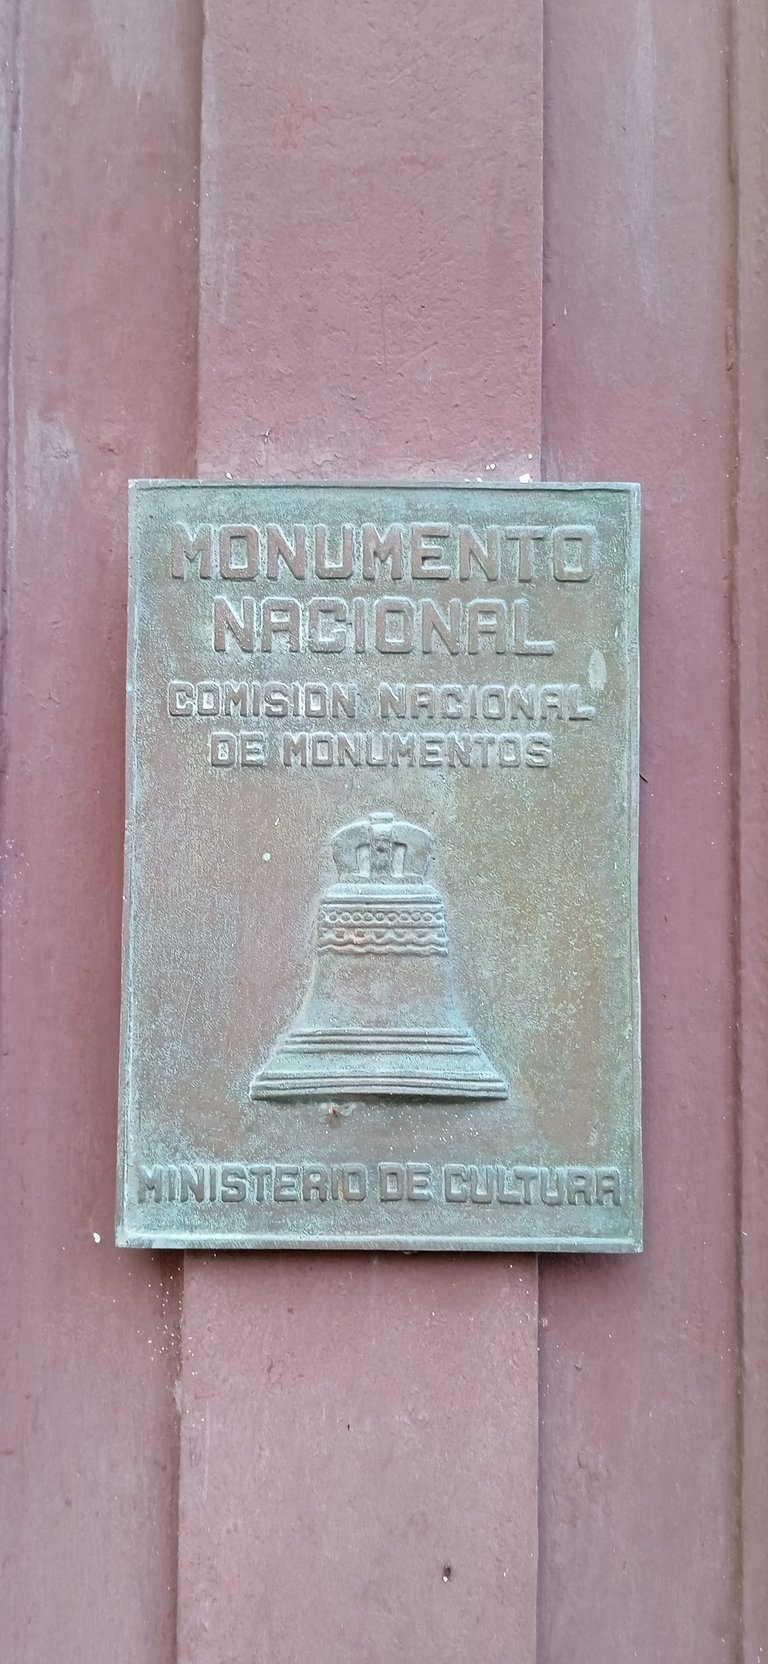 MONUMENTO
NACIONAL
COMISION NACIONAL
DE MONUMENTOS
MINISTERIO DE CULTURA